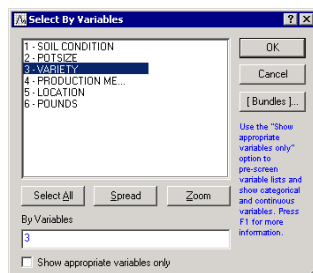 Select By Variables
1 - SOIL CONDITION
2 - POTSIZE
3 - VARIETY
4 - PRODUCTION ME...
5 - LOCATION
6 - POUNDS
OK
Cancel
[ Bundles ]...
Use the "Show
appropriate
variables only"
option to
pre-screen
variable lists and
show categorical
and continuous
variables. Press
F1 for more
information.
Select All
Spread
Zoom
By Variables
3
Show appropriate variables only